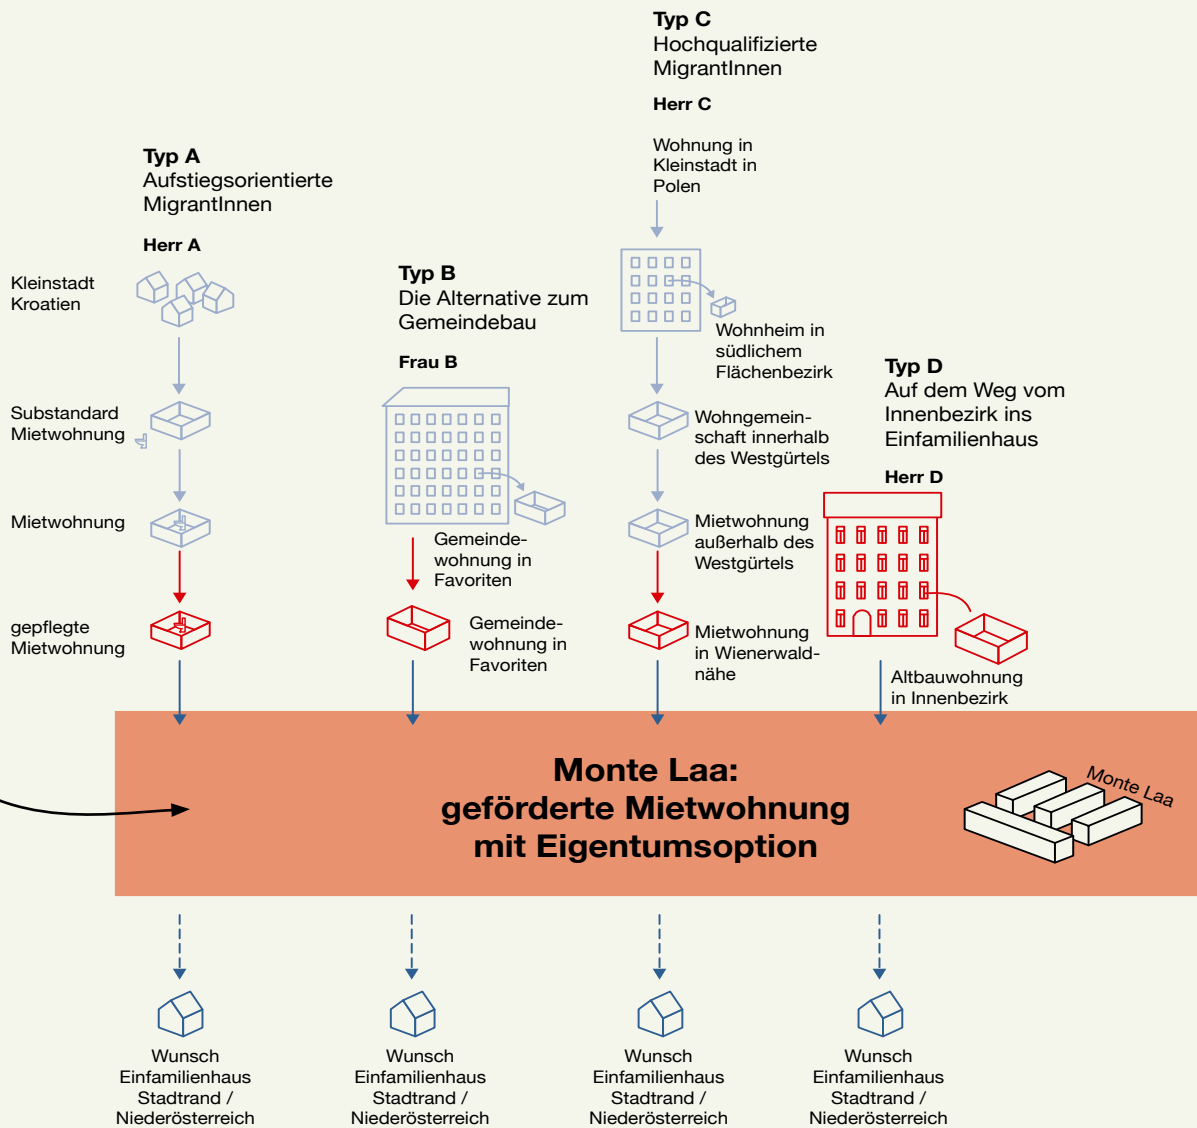 Typ A
Aufstiegsorientierte
MigrantInnen
Herr A
Kleinstadt
Kroatien
Substandard
Mietwohnung
Mietwohnung
gepflegte
Mietwohnung
Typ B
Die Alternative zum
Gemeindebau
Frau B
Gemeinde-
wohnung in
Favoriten
Gemeinde-
wohnung in
Favoriten
Typ C
Hochqualifizierte
MigrantInnen
Herr C
Wohnung in
Kleinstadt in
Polen
Wohnheim in
südlichem
Flächenbezirk
Wohngemein-
schaft innerhalb
des Westgürtels
Mietwohnung
außerhalb des
Westgürtels
Mietwohnung
in Wienerwald-
nähe
Typ D
Auf dem Weg vom
Innenbezirk ins
Einfamilienhaus
Herr D
Altbauwohnung
in Innenbezirk
Monte Laa:
geförderte Mietwohnung
mit Eigentumsoption
Monte Laa
Wunsch
Einfamilienhaus
Stadtrand /
Niederösterreich
Wunsch
Einfamilienhaus
Stadtrand /
Niederösterreich
Wunsch
Einfamilienhaus
Stadtrand /
Niederösterreich
Wunsch
Einfamilienhaus
Stadtrand /
Niederösterreich